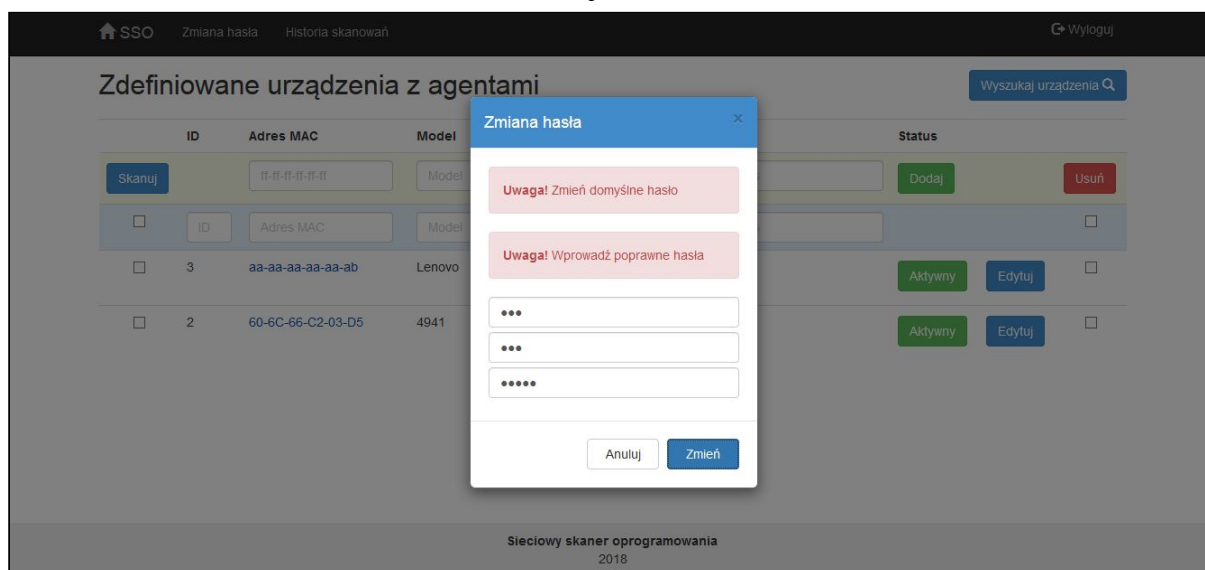 SSO Zmiana hasła Historia skanowań Wyloguj
Zdefiniowane urządzenia z agentami Wyszukaj urządzenia
Zmiana hasła ×
ID Adres MAC Model Status
Skanuj ff-ff-ff-ff-ff-ff Model Dodaj Usuń
Uwaga! Zmień domyślne hasło
ID Adres MAC Model
Uwaga! Wprowadź poprawne hasła
3 aa-aa-aa-aa-aa-ab Lenovo Aktywny Edytuj
•••
2 60-6C-66-C2-03-D5 4941 Aktywny Edytuj
•••
•••••
Anuluj Zmień
Sieciowy skaner oprogramowania
2018